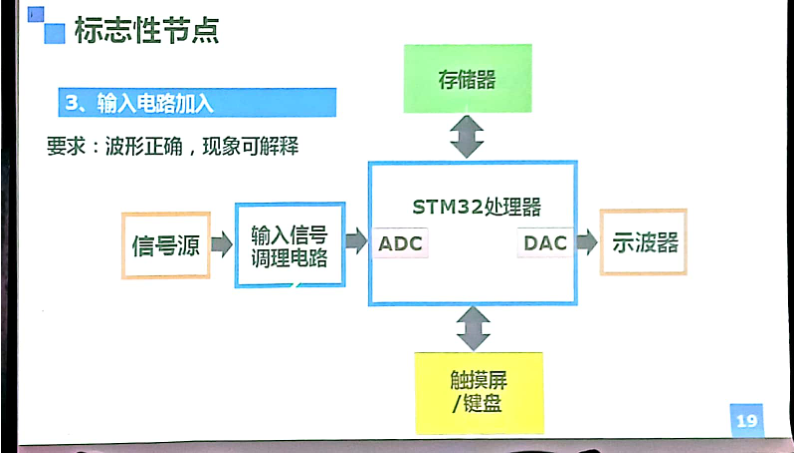 标志性节点
3、输入电路加入
要求：波形正确，现象可解释
存储器
STM32处理器
信号源
输入信号
调理电路
ADC
DAC
示波器
触摸屏
/键盘
19